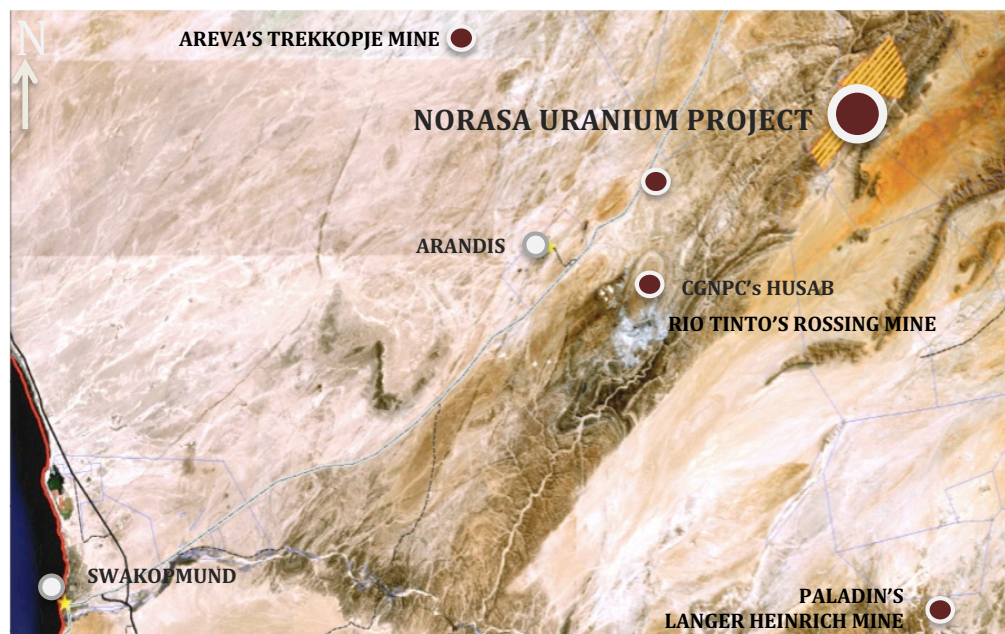 N
AREVA'S TREKKOPJE MINE
NORASA URANIUM PROJECT
ARANDIS
CGNPC's HUSAB
RIO TINTO'S ROSSING MINE
SWAKOPMUND
PALADIN'S
LANGER HEINRICH MINE